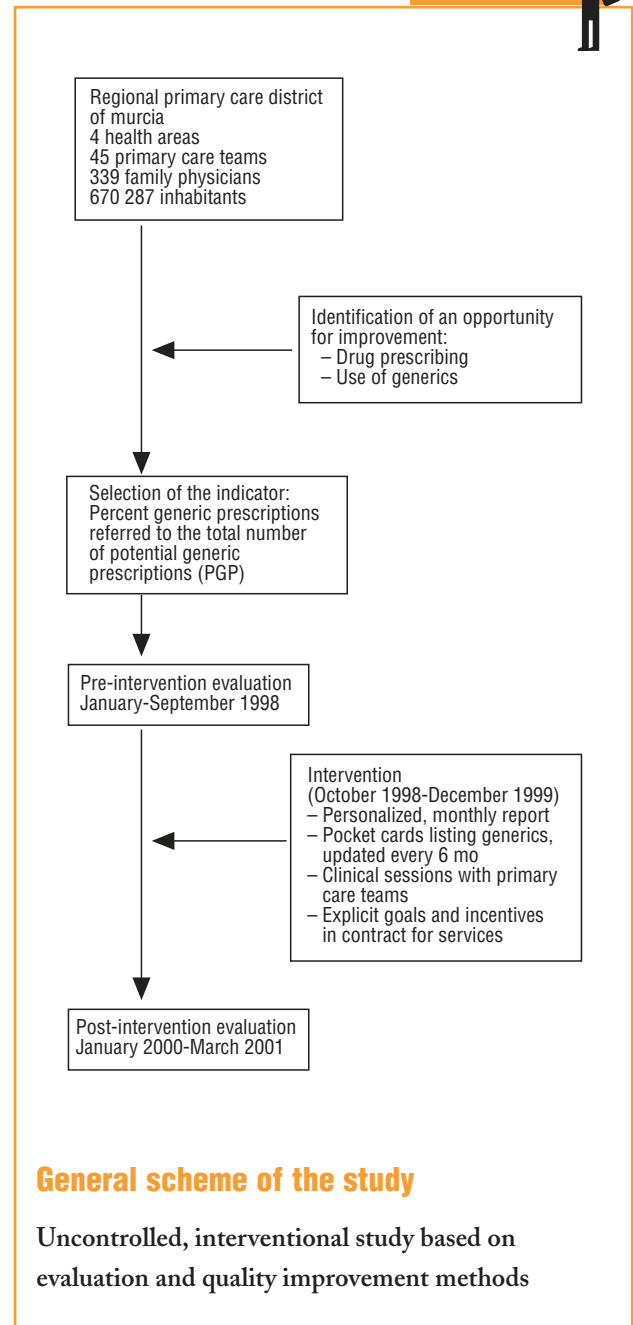 Regional primary care district
of murcia
4 health areas
45 primary care teams
339 family physicians
670 287 inhabitants
Identification of an opportunity
for improvement:
– Drug prescribing
– Use of generics
Selection of the indicator:
Percent generic prescriptions
referred to the total number
of potential generic
prescriptions (PGP)
Pre-intervention evaluation
January-September 1998
Intervention
(October 1998-December 1999)
– Personalized, monthly report
– Pocket cards listing generics,
updated every 6 mo
– Clinical sessions with primary
care teams
– Explicit goals and incentives
in contract for services
Post-intervention evaluation
January 2000-March 2001
General scheme of the study
Uncontrolled, interventional study based on
evaluation and quality improvement methods